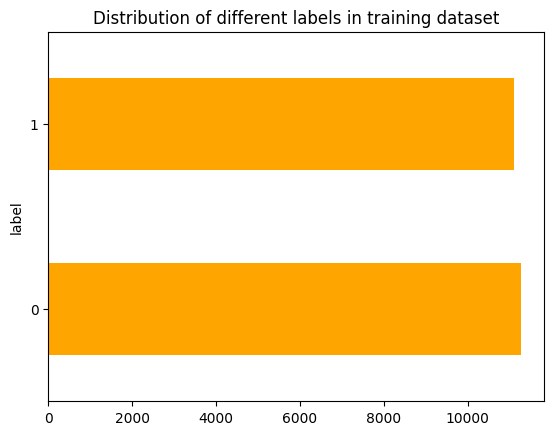 Distribution of different labels in training dataset
1
label
0
0 2000 4000 6000 8000 10000